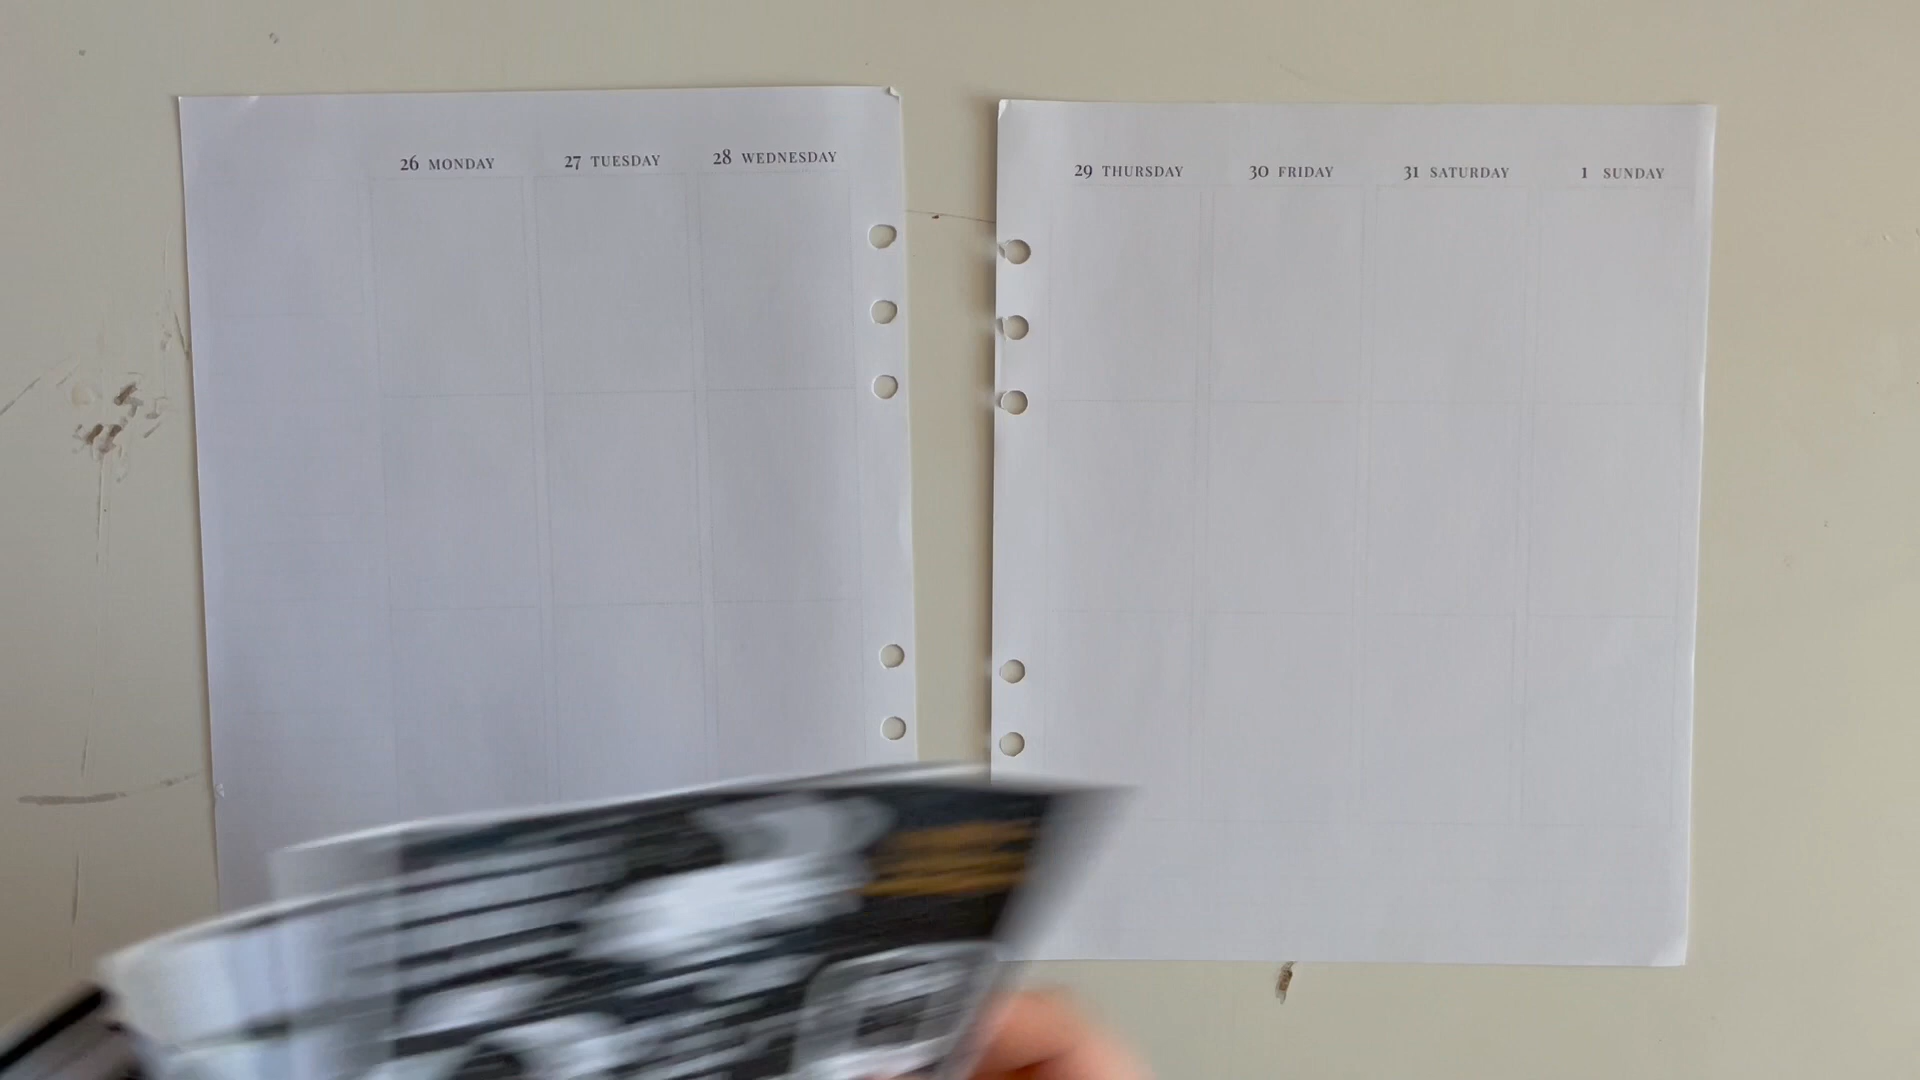 26 MONDAY
27 TUESDAY
28 WEDNESDAY
29 THURSDAY
30 FRIDAY
31 SATURDAY
1 SUNDAY